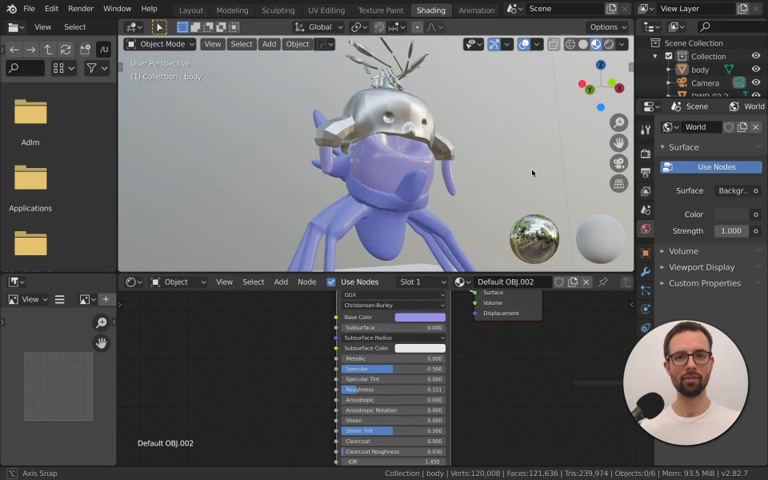 File Edit Render Window Help
Layout Modeling Sculpting UV Editing Texture Paint Shading Animation
Scene
View Layer
View Select
Global
Options
/U
Object Mode View Select Add Object
User Perspective
(1) Collection | body
Z
Y
X
Adlm
Applications
Scene Collection
Collection
body
Camera
Scene World
World
Surface
Use Nodes
Surface Backgr..
Color
Strength 1.000
Volume
Viewport Display
Custom Properties
View
Object View Select Add Node Use Nodes Slot 1 Default OBJ.002
GGX
Christensen-Burley
Base Color
Subsurface 0.000
Subsurface Radius
Subsurface Color
Metallic 0.000
Specular 0.500
Specular Tint 0.000
Roughness 0.151
Anisotropic 0.000
Anisotropic Rotation 0.000
Sheen 0.000
Sheen Tint 0.500
Clearcoat 0.000
Clearcoat Roughness 0.030
IOR 1.450
Surface
Volume
Displacement
Default OBJ.002
Axis Snap
Collection | body | Verts:120,008 | Faces:121,636 | Tris:239,974 | Objects:0/6 | Mem: 93.5 MiB | v2.82.7